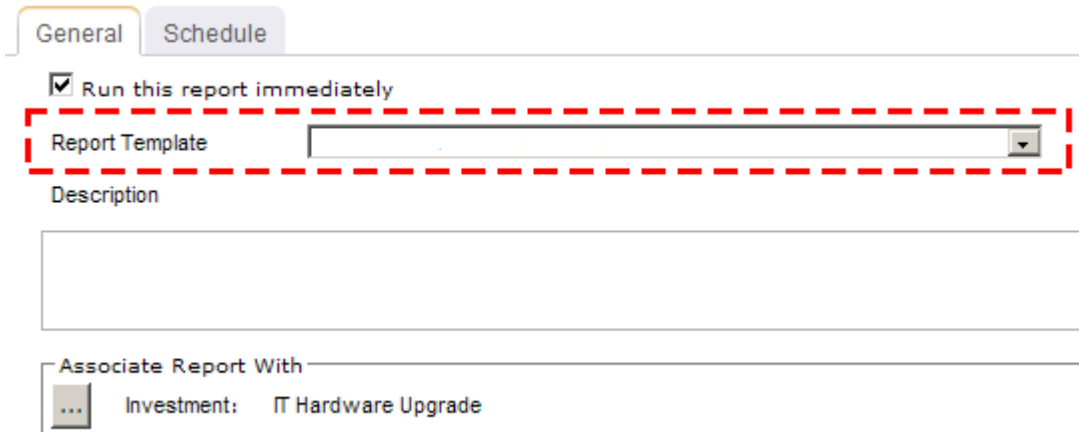 General Schedule
Run this report immediately
Report Template
Description
Associate Report With
... Investment: IT Hardware Upgrade